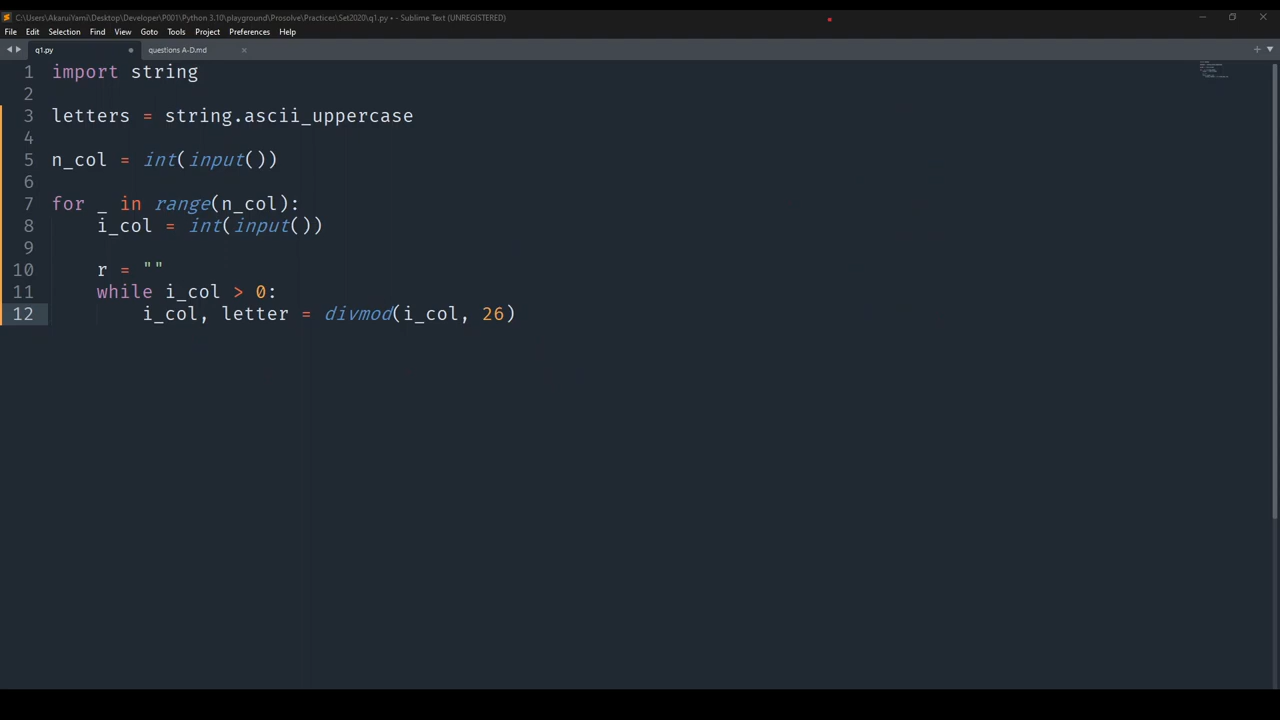 C:\Users\AkaruiYami\Desktop\Developer\P001\Python 3.10\playground\Prosolve\Practices\Set2020\q1.py • - Sublime Text (UNREGISTERED)
File Edit Selection Find View Goto Tools Project Preferences Help
q1.py questions A-D.md
1 import string
2
3 letters = string.ascii_uppercase
4
5 n_col = int(input())
6
7 for _ in range(n_col):
8     i_col = int(input())
9
10     r = ""
11     while i_col > 0:
12         i_col, letter = divmod(i_col, 26)